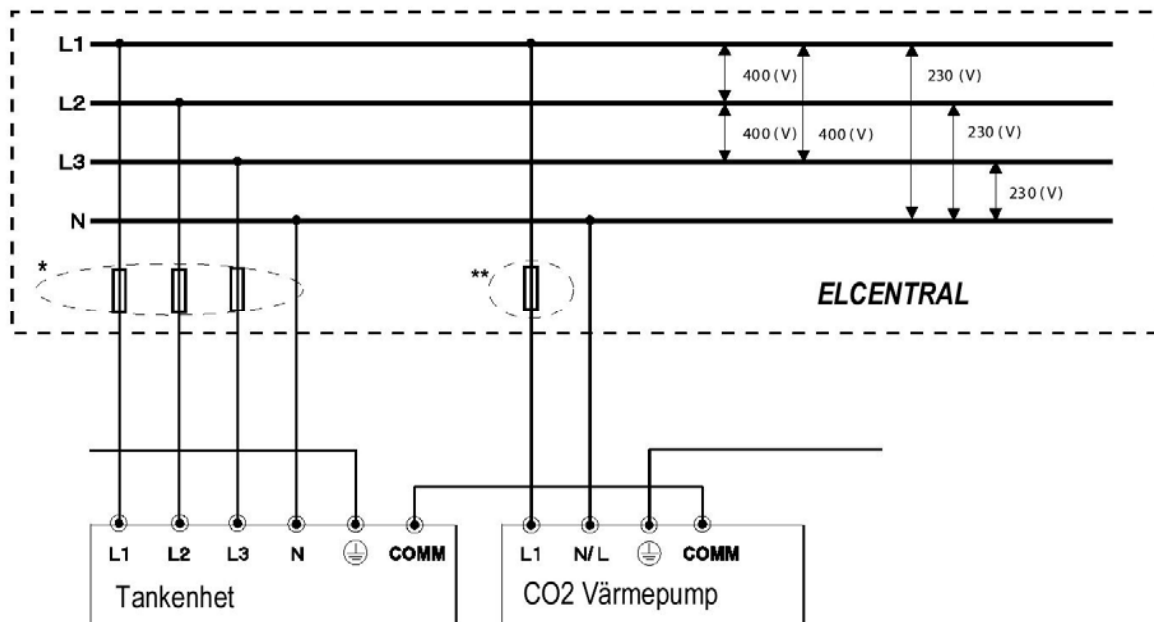 L1
400 (V)
230 (V)
L2
400 (V)
400 (V)
230 (V)
L3
230 (V)
N
*
**
ELCENTRAL
L1 L2 L3 N COMM
L1 N/L COMM
Tankenhet
CO2 Värmepump